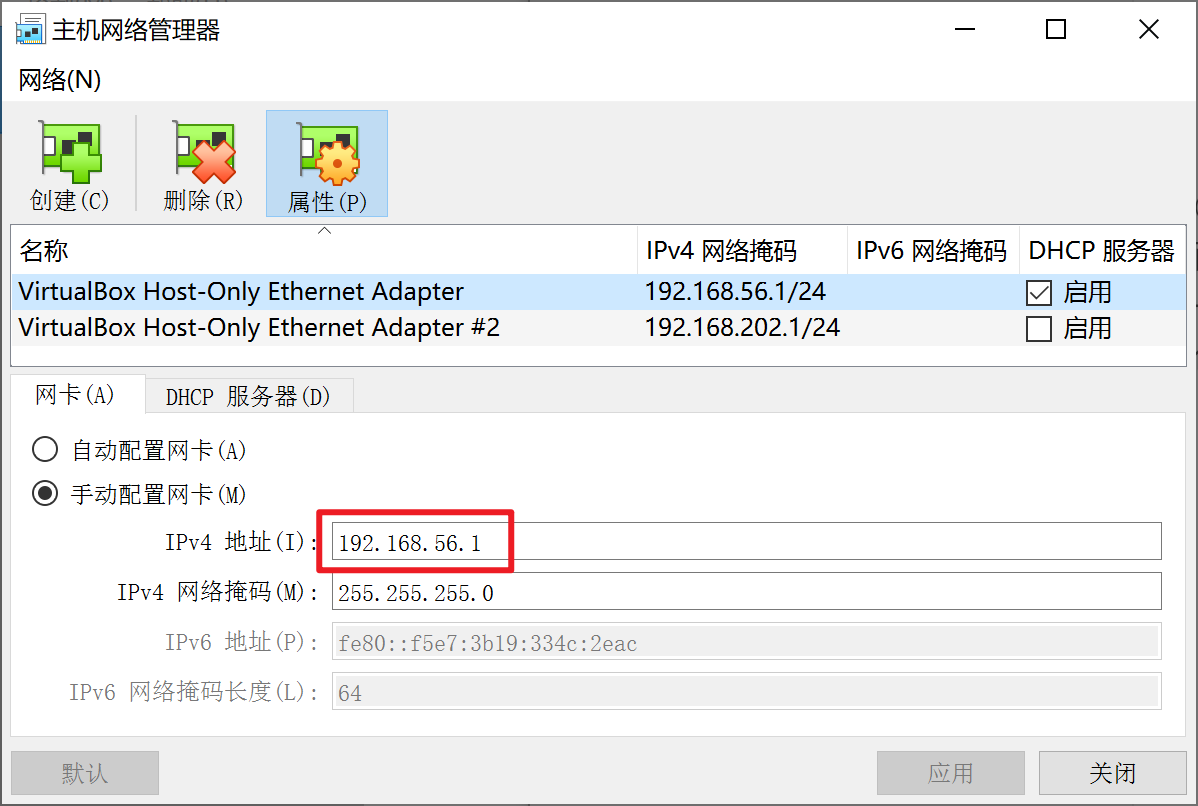 主机网络管理器
网络(N)
创建(C) 删除(R) 属性(P)
名称 IPv4 网络掩码 IPv6 网络掩码 DHCP 服务器
VirtualBox Host-Only Ethernet Adapter 192.168.56.1/24 启用
VirtualBox Host-Only Ethernet Adapter #2 192.168.202.1/24 启用
网卡(A) DHCP 服务器(D)
自动配置网卡(A)
手动配置网卡(M)
IPv4 地址(I): 192.168.56.1
IPv4 网络掩码(M): 255.255.255.0
IPv6 地址(P): fe80::f5e7:3b19:334c:2eac
IPv6 网络掩码长度(L): 64
默认 应用 关闭